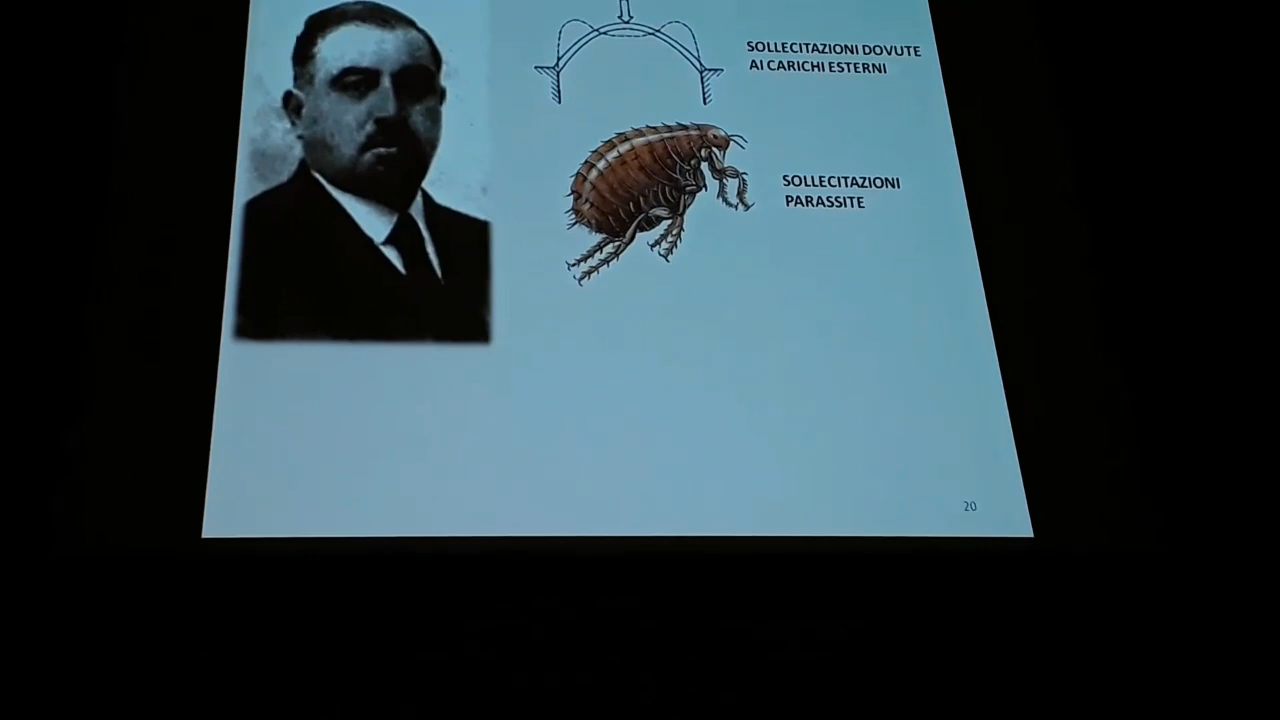 SOLLECITAZIONI DOVUTE
AI CARICHI ESTERNI
SOLLECITAZIONI
PARASSITE
20